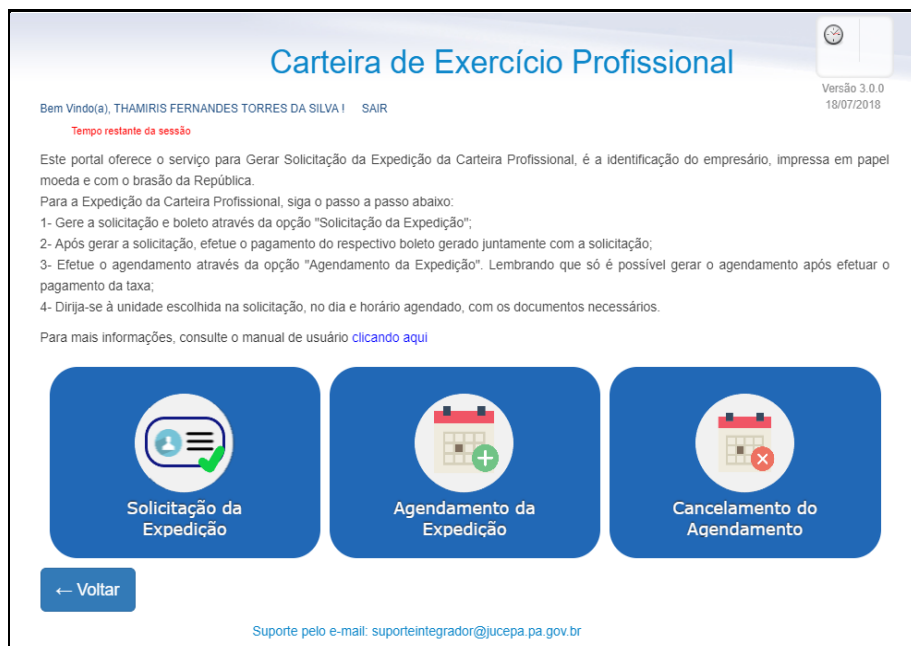 Carteira de Exercício Profissional
Versão 3.0.0
18/07/2018
Bem Vindo(a), THAMIRIS FERNANDES TORRES DA SILVA ! SAIR
Tempo restante da sessão
Este portal oferece o serviço para Gerar Solicitação da Expedição da Carteira Profissional, é a identificação do empresário, impressa em papel
moeda e com o brasão da República.
Para a Expedição da Carteira Profissional, siga o passo a passo abaixo:
1- Gere a solicitação e boleto através da opção "Solicitação da Expedição";
2- Após gerar a solicitação, efetue o pagamento do respectivo boleto gerado juntamente com a solicitação;
3- Efetue o agendamento através da opção "Agendamento da Expedição". Lembrando que só é possível gerar o agendamento após efetuar o
pagamento da taxa;
4- Dirija-se à unidade escolhida na solicitação, no dia e horário agendado, com os documentos necessários.
Para mais informações, consulte o manual de usuário clicando aqui
Solicitação da
Expedição
Agendamento da
Expedição
Cancelamento do
Agendamento
← Voltar
Suporte pelo e-mail: suporteintegrador@jucepa.pa.gov.br